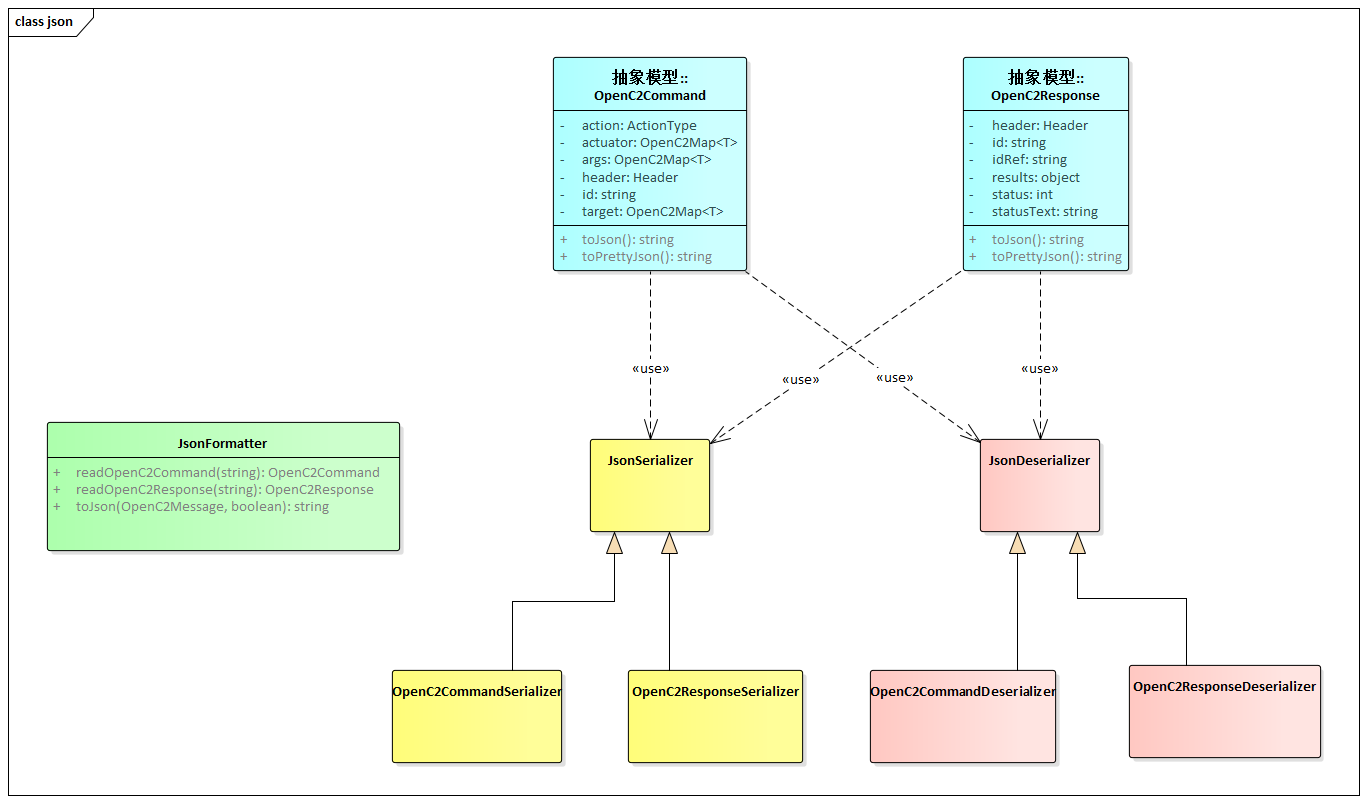 class json
抽象模型::
OpenC2Command
- action: ActionType
- actuator: OpenC2Map<T>
- args: OpenC2Map<T>
- header: Header
- id: string
- target: OpenC2Map<T>
+ toJson(): string
+ toPrettyJson(): string
抽象模型::
OpenC2Response
- header: Header
- id: string
- idRef: string
- results: object
- status: int
- statusText: string
+ toJson(): string
+ toPrettyJson(): string
«use»
«use»
«use»
«use»
JsonFormatter
+ readOpenC2Command(string): OpenC2Command
+ readOpenC2Response(string): OpenC2Response
+ toJson(OpenC2Message, boolean): string
JsonSerializer
JsonDeserializer
OpenC2CommandSerializer
OpenC2ResponseSerializer
OpenC2CommandDeserializer
OpenC2ResponseDeserializer